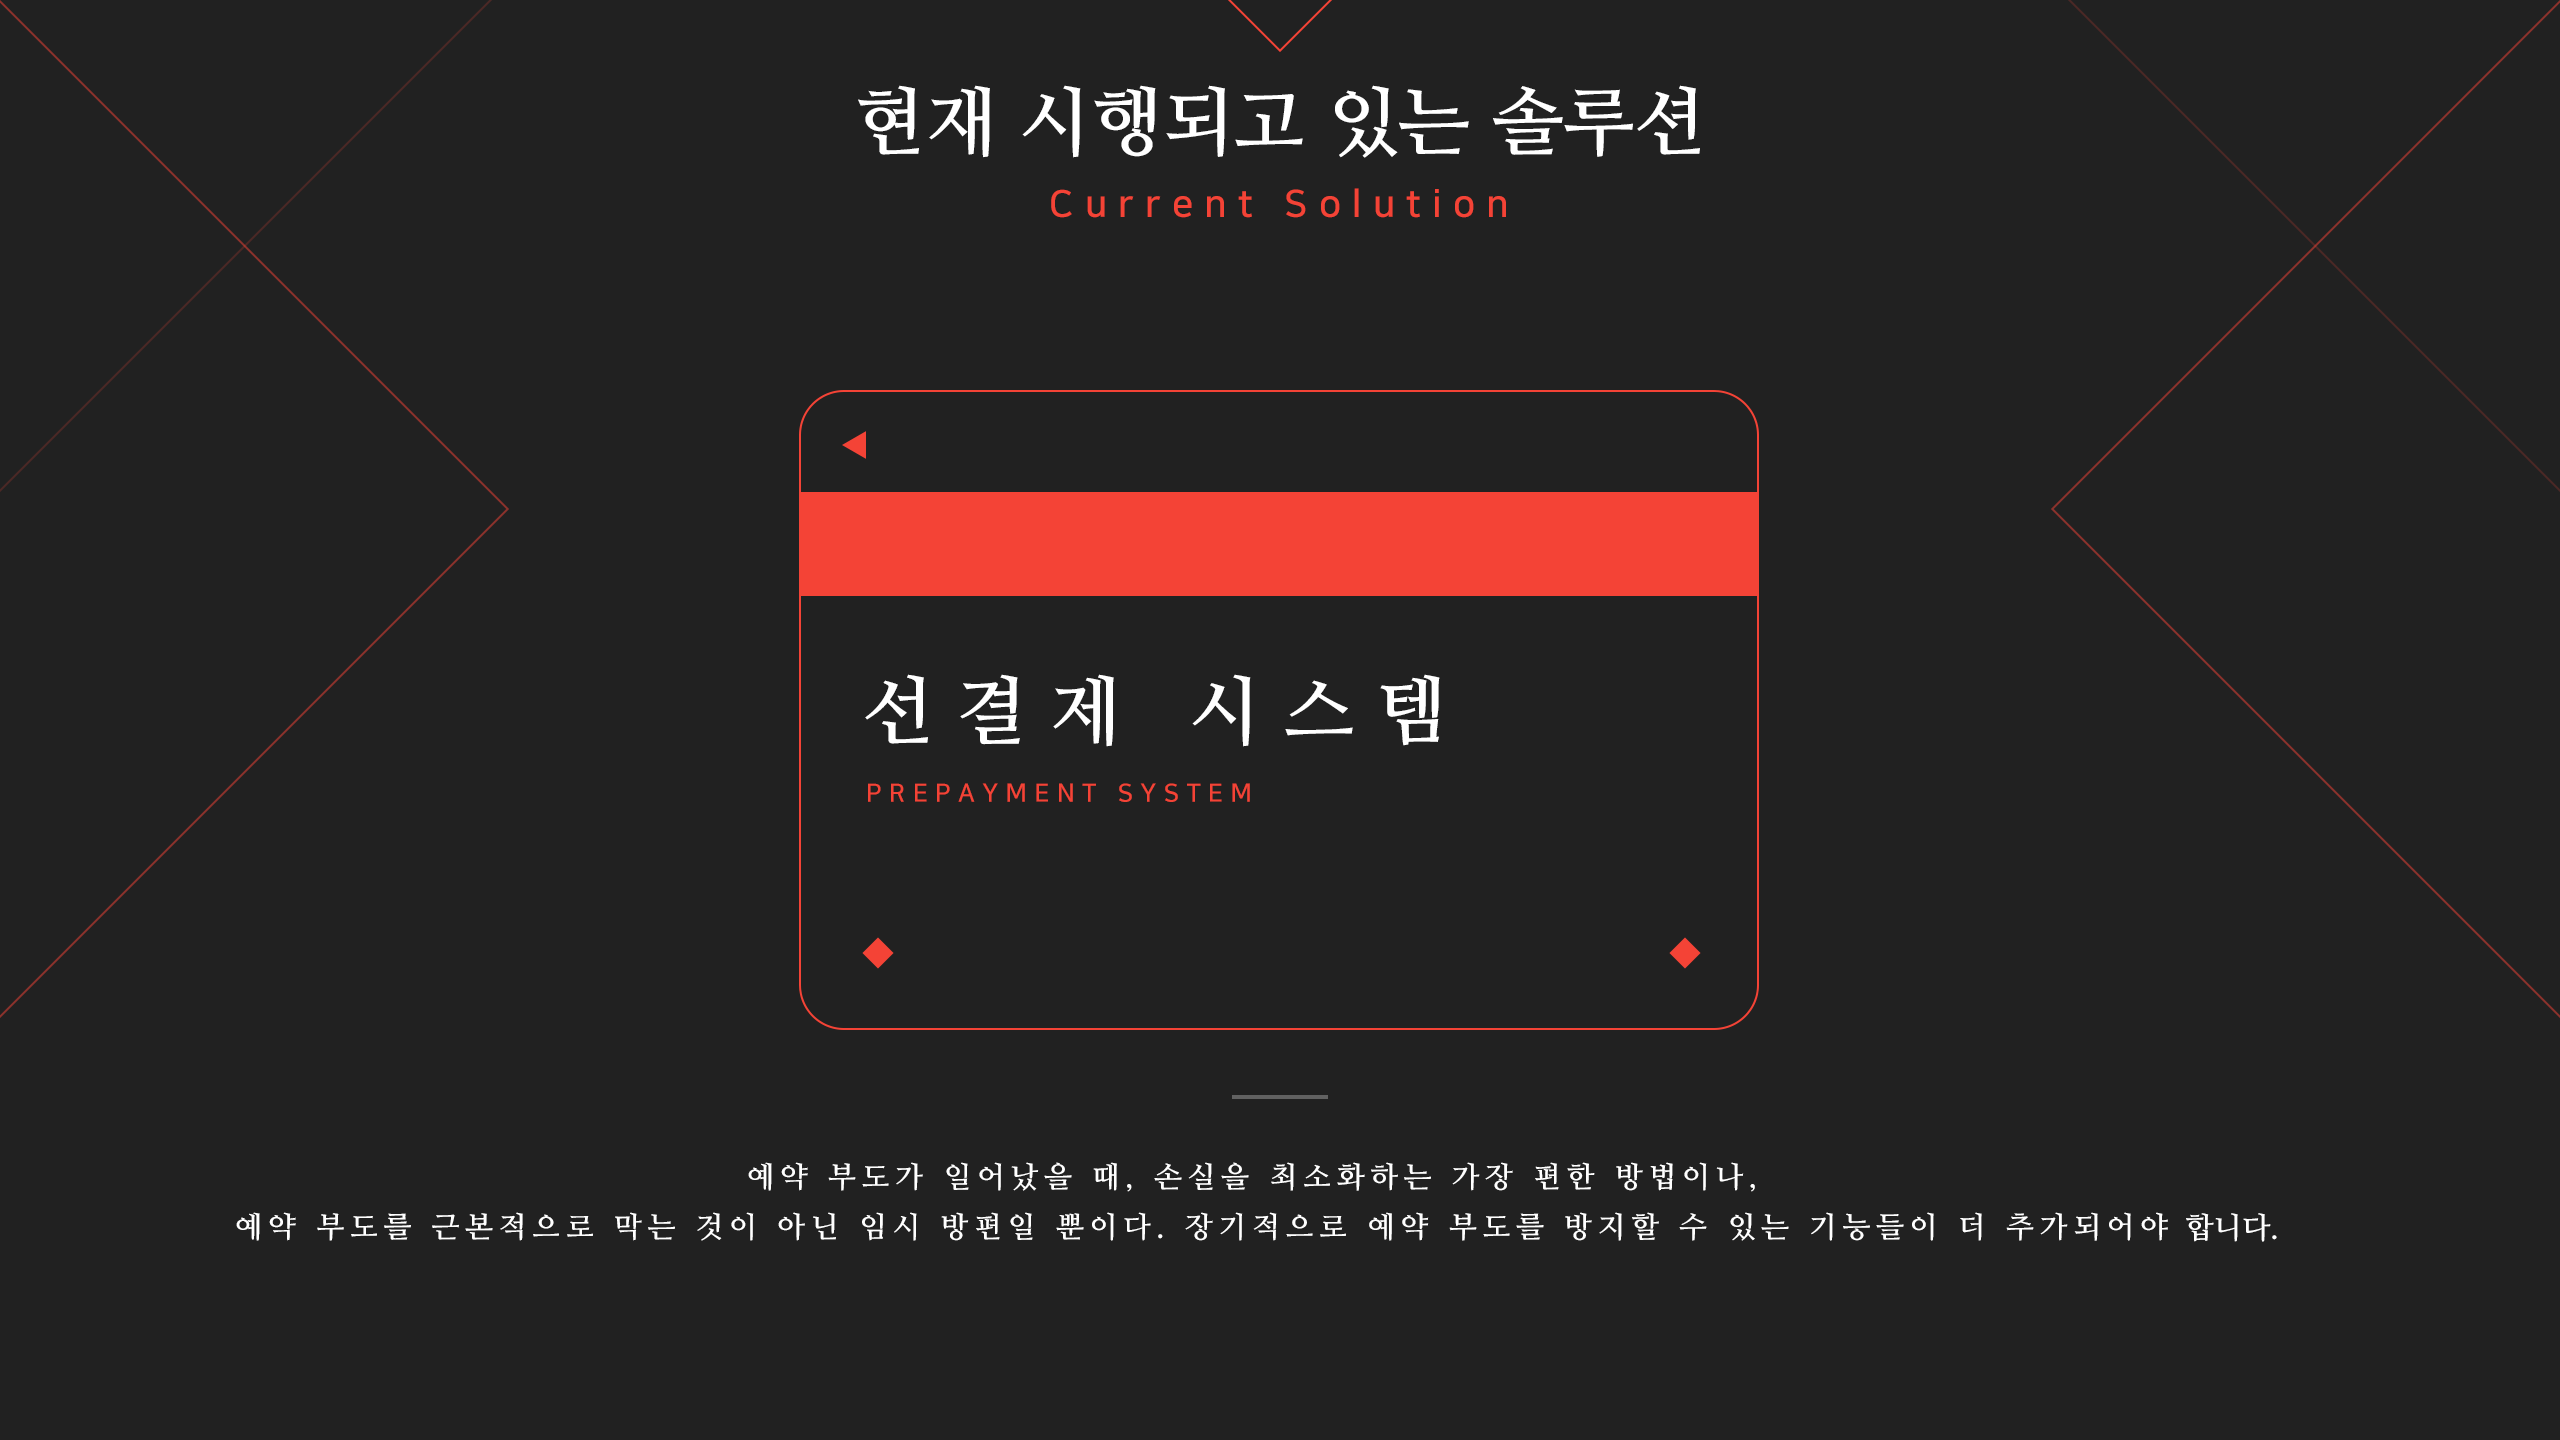 현재 시행되고 있는 솔루션
Current Solution
선결제 시스템
PREPAYMENT SYSTEM
예약 부도가 일어났을 때, 손실을 최소화하는 가장 편한 방법이나,
예약 부도를 근본적으로 막는 것이 아닌 임시 방편일 뿐이다. 장기적으로 예약 부도를 방지할 수 있는 기능들이 더 추가되어야 합니다.